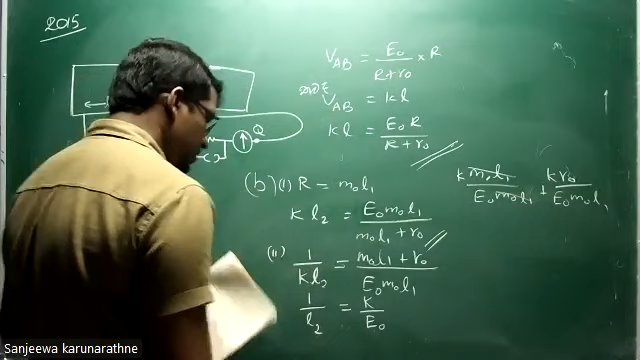 2015
V_AB = E₀/(R+r₀) × R
V_AB = kl
kl = E₀R/(R+r₀)
Q
(b)(i) R = m₀l₁
kl₂ = E₀m₀l₁/(m₀l₁+r₀)
(ii) 1/kl₂ = (m₀l₁+r₀)/(E₀m₀l₁)
1/l₂ = k/E₀
k m₀l₁/(E₀m₀l₁) + kr₀/(E₀m₀l₁)
Sanjeewa karunarathne